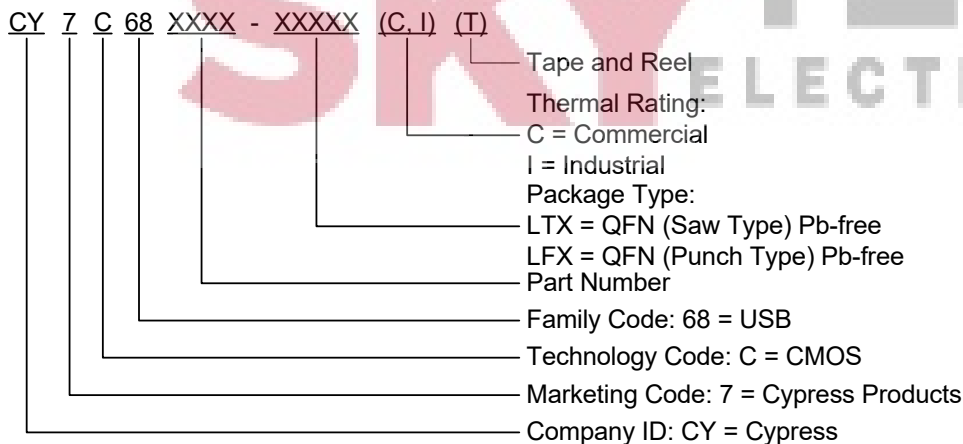 CY 7 C 68 XXXX - XXXXX (C, I) (T)
Tape and Reel
Thermal Rating:
C = Commercial
I = Industrial
Package Type:
LTX = QFN (Saw Type) Pb-free
LFX = QFN (Punch Type) Pb-free
Part Number
Family Code: 68 = USB
Technology Code: C = CMOS
Marketing Code: 7 = Cypress Products
Company ID: CY = Cypress
SKY
ELECT